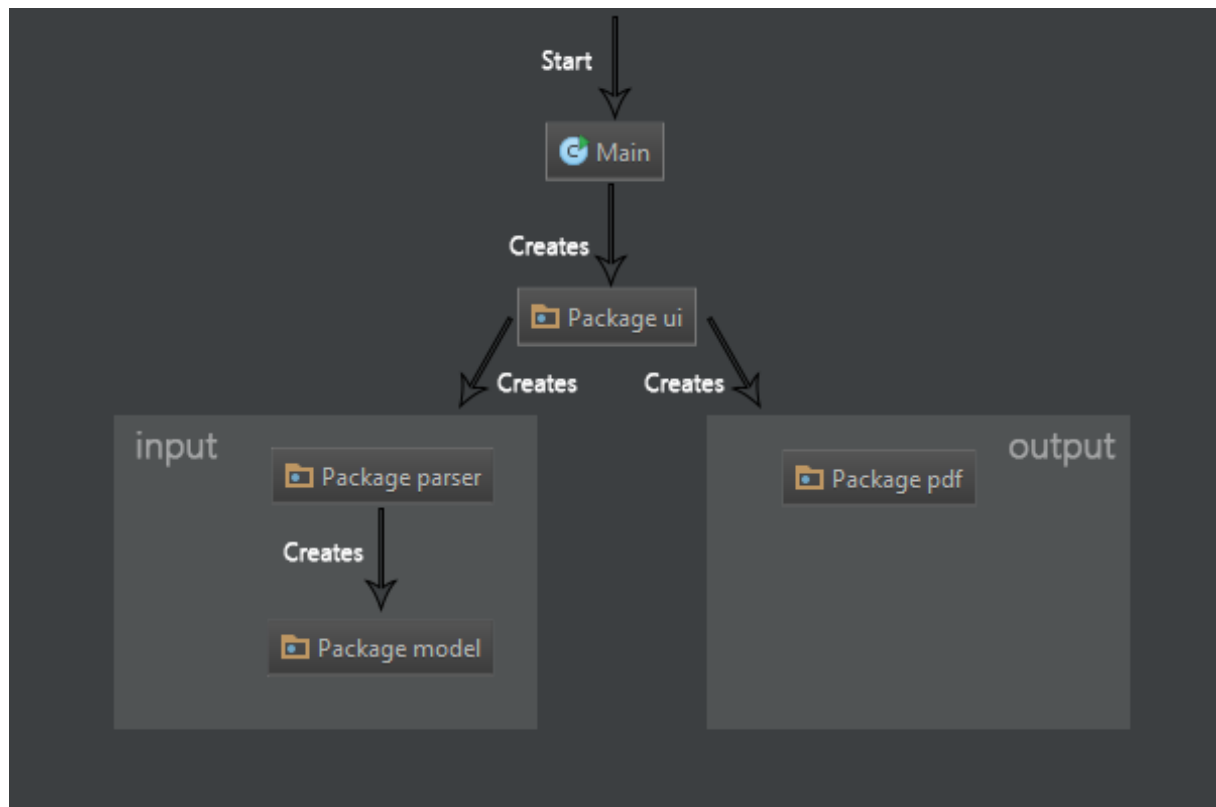 Start
Main
Creates
Package ui
Creates
Creates
input
output
Package parser
Package pdf
Creates
Package model